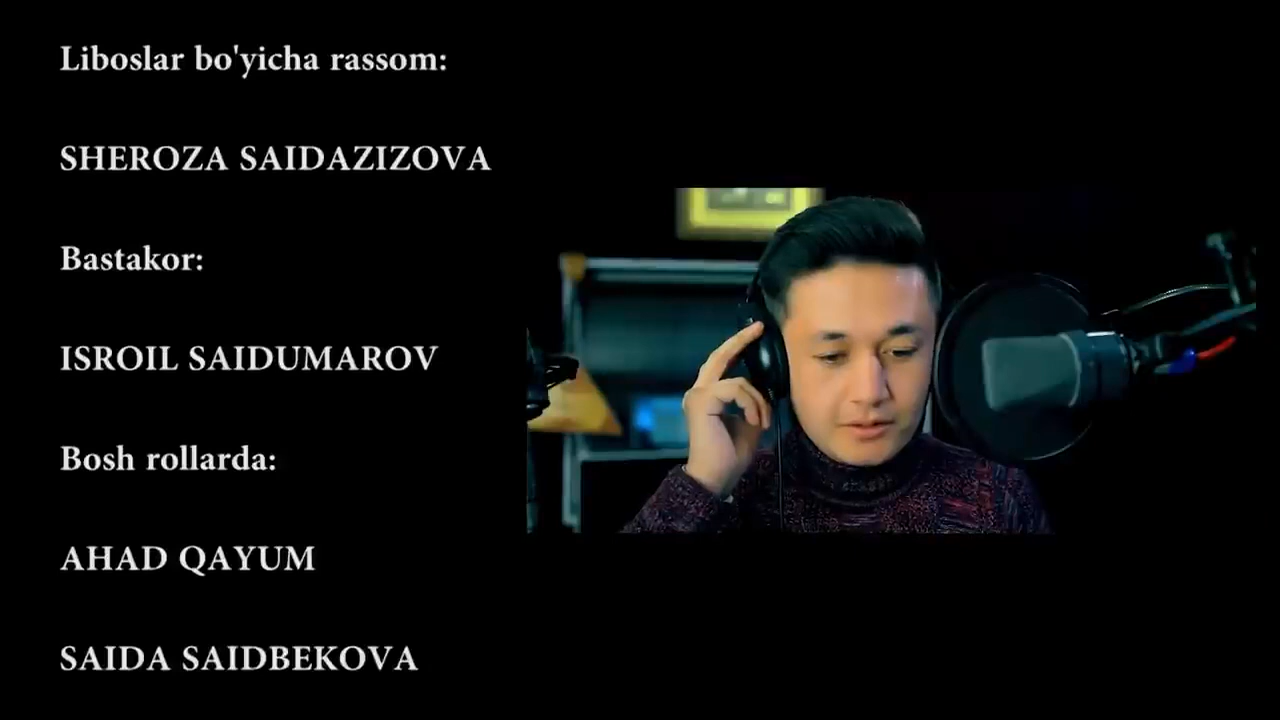 Liboslar bo'yicha rassom:
SHEROZA SAIDAZIZOVA
Bastakor:
ISROIL SAIDUMAROV
Bosh rollarda:
AHAD QAYUM
SAIDA SAIDBEKOVA